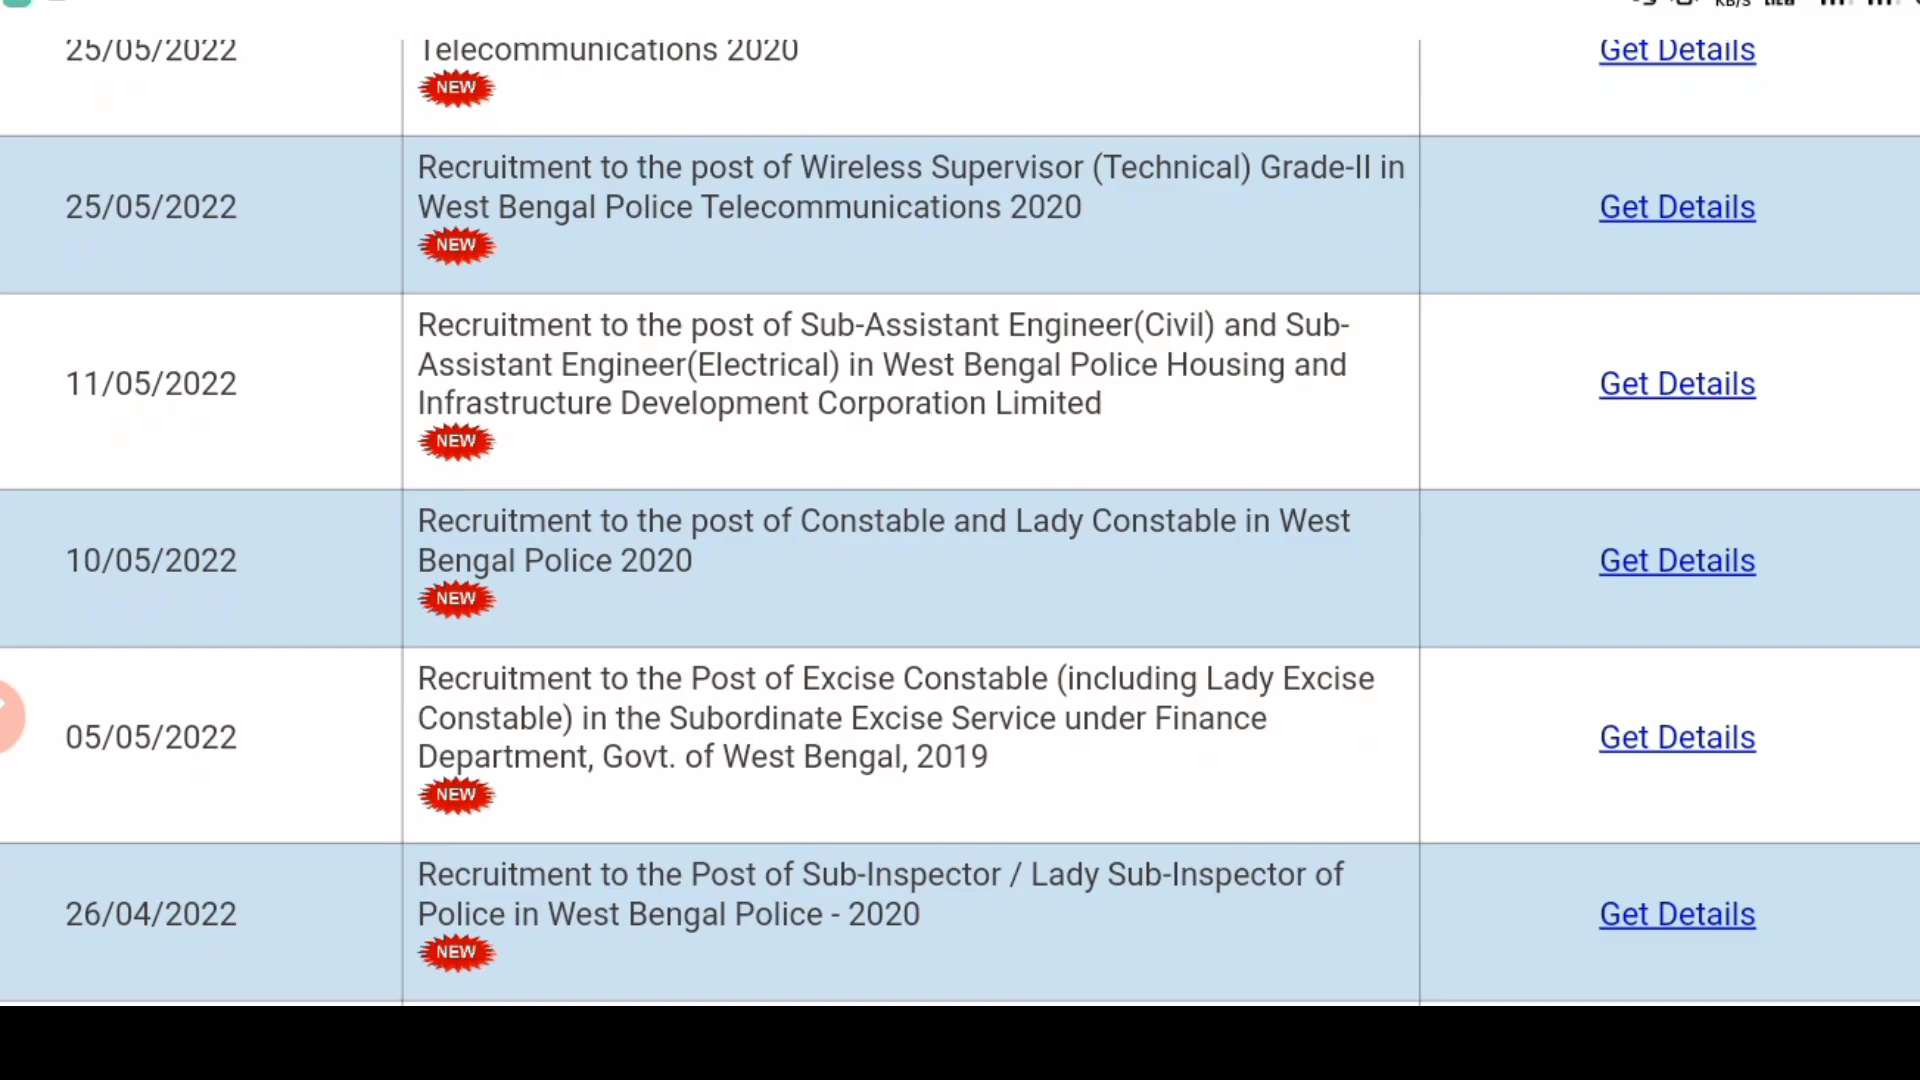 25/05/2022
Telecommunications 2020
Get Details
NEW
Recruitment to the post of Wireless Supervisor (Technical) Grade-II in
25/05/2022
West Bengal Police Telecommunications 2020
Get Details
NEW
Recruitment to the post of Sub-Assistant Engineer(Civil) and Sub-
11/05/2022
Assistant Engineer(Electrical) in West Bengal Police Housing and
Get Details
Infrastructure Development Corporation Limited
NEW
Recruitment to the post of Constable and Lady Constable in West
10/05/2022
Bengal Police 2020
Get Details
NEW
Recruitment to the Post of Excise Constable (including Lady Excise
05/05/2022
Constable) in the Subordinate Excise Service under Finance
Get Details
Department, Govt. of West Bengal, 2019
NEW
Recruitment to the Post of Sub-Inspector / Lady Sub-Inspector of
26/04/2022
Police in West Bengal Police - 2020
Get Details
NEW